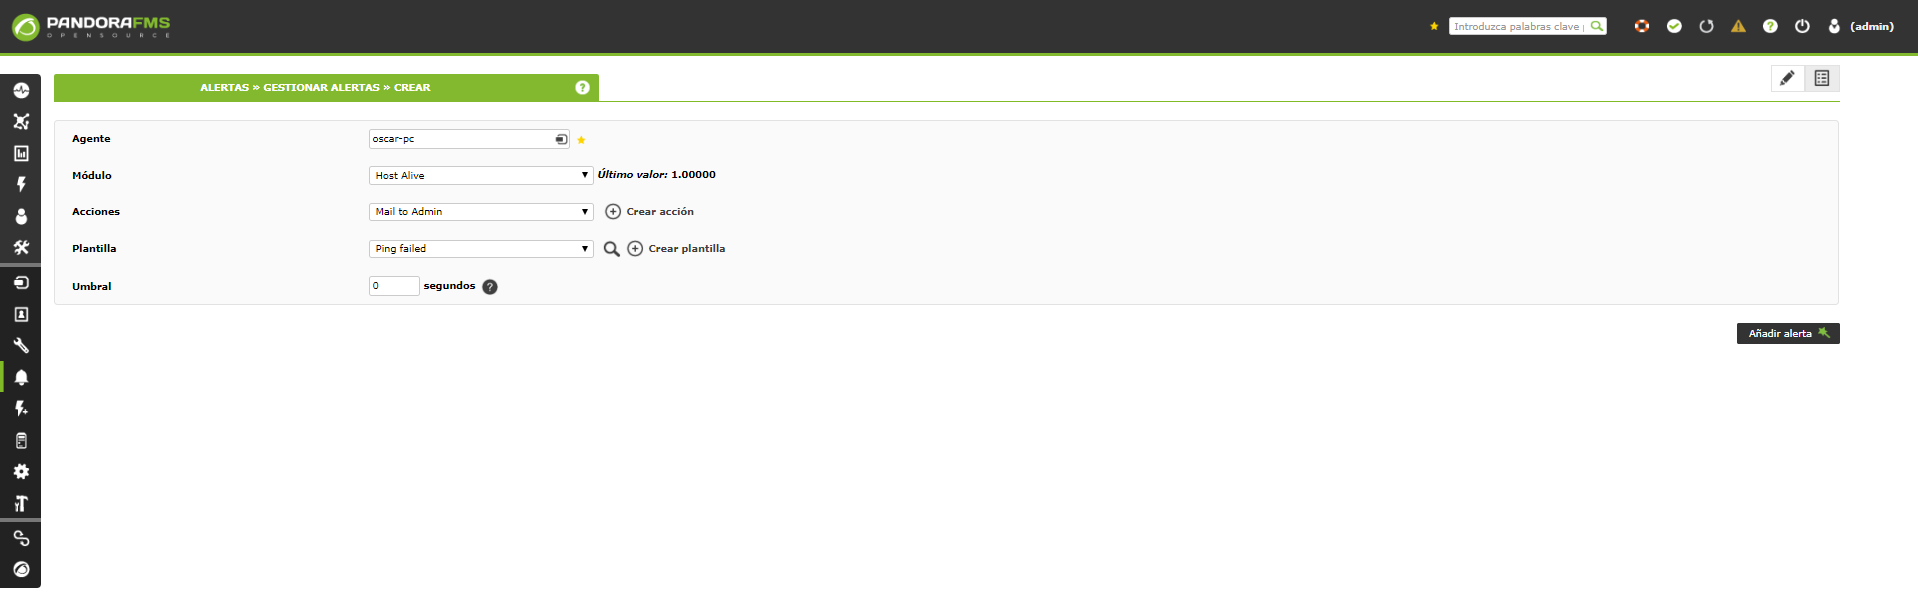 PANDORAFMS
OPENSOURCE
Introduzca palabras clave
(admin)
ALERTAS » GESTIONAR ALERTAS » CREAR
Agente
oscar-pc
Módulo
Host Alive
Último valor: 1.00000
Acciones
Mail to Admin
Crear acción
Plantilla
Ping failed
Crear plantilla
Umbral
0
segundos
Añadir alerta